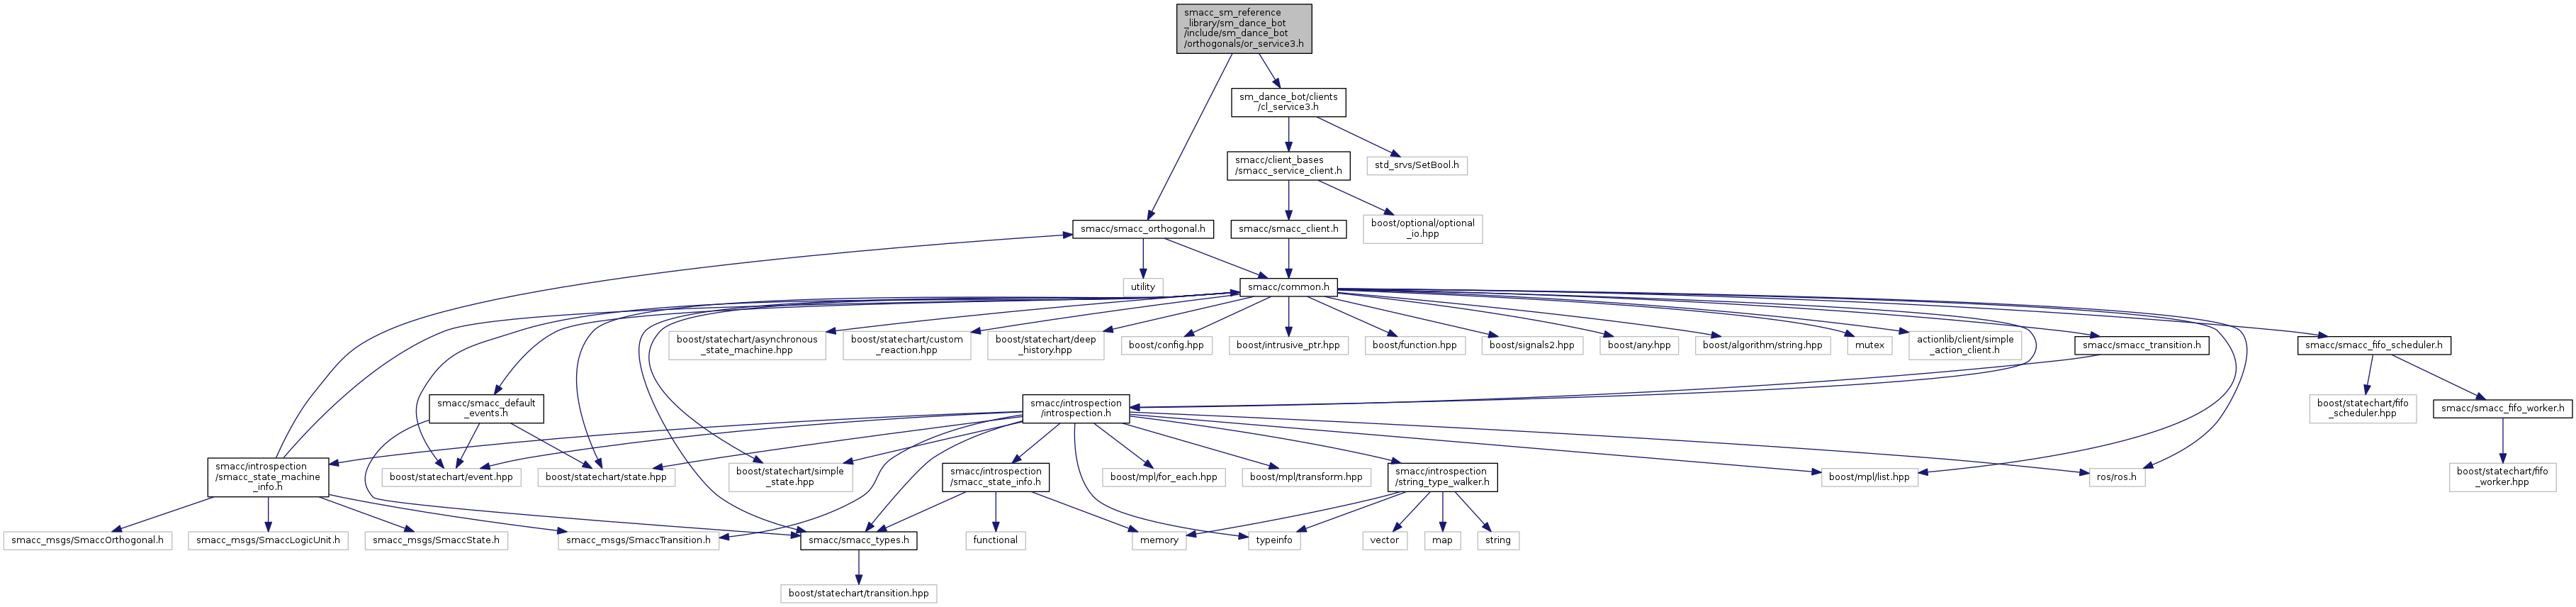 smacc_sm_reference
_library/sm_dance_bot
/include/sm_dance_bot
/orthogonals/or_service3.h
sm_dance_bot/clients
/cl_service3.h
smacc/client_bases
/smacc_service_client.h
std_srvs/SetBool.h
smacc/smacc_orthogonal.h
smacc/smacc_client.h
boost/optional/optional
_io.hpp
utility
smacc/common.h
boost/statechart/asynchronous
_state_machine.hpp
boost/statechart/custom
_reaction.hpp
boost/statechart/deep
_history.hpp
boost/config.hpp
boost/intrusive_ptr.hpp
boost/function.hpp
boost/signals2.hpp
boost/any.hpp
boost/algorithm/string.hpp
mutex
actionlib/client/simple
_action_client.h
smacc/smacc_transition.h
smacc/smacc_fifo_scheduler.h
smacc/smacc_default
_events.h
smacc/introspection
/introspection.h
boost/statechart/fifo
_scheduler.hpp
smacc/smacc_fifo_worker.h
smacc/introspection
/smacc_state_machine
_info.h
boost/statechart/event.hpp
boost/statechart/state.hpp
boost/statechart/simple
_state.hpp
smacc/introspection
/smacc_state_info.h
boost/mpl/for_each.hpp
boost/mpl/transform.hpp
smacc/introspection
/string_type_walker.h
boost/mpl/list.hpp
ros/ros.h
boost/statechart/fifo
_worker.hpp
smacc_msgs/SmaccOrthogonal.h
smacc_msgs/SmaccLogicUnit.h
smacc_msgs/SmaccState.h
smacc_msgs/SmaccTransition.h
smacc/smacc_types.h
functional
memory
typeinfo
vector
map
string
boost/statechart/transition.hpp